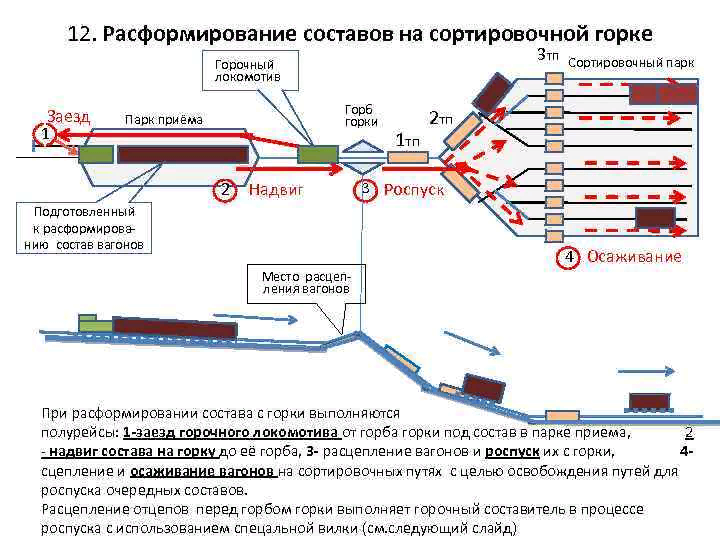 12. Расформирование составов на сортировочной горке
3тп
Сортировочный парк
Горочный
локомотив
Заезд
1
Парк приёма
Горб
горки
1тп
2тп
2 Надвиг
3 Роспуск
Подготовленный
к расформирова-
нию состав вагонов
4 Осаживание
Место расцеп-
ления вагонов
При расформировании состава с горки выполняются
полурейсы: 1-заезд горочного локомотива от горба горки под состав в парке приема, 2
- надвиг состава на горку до её горба, 3- расцепление вагонов и роспуск их с горки, 4-
сцепление и осаживание вагонов на сортировочных путях с целью освобождения путей для
роспуска очередных составов.
Расцепление отцепов перед горбом горки выполняет горочный составитель в процессе
роспуска с использованием спецальной вилки (см.следующий слайд)